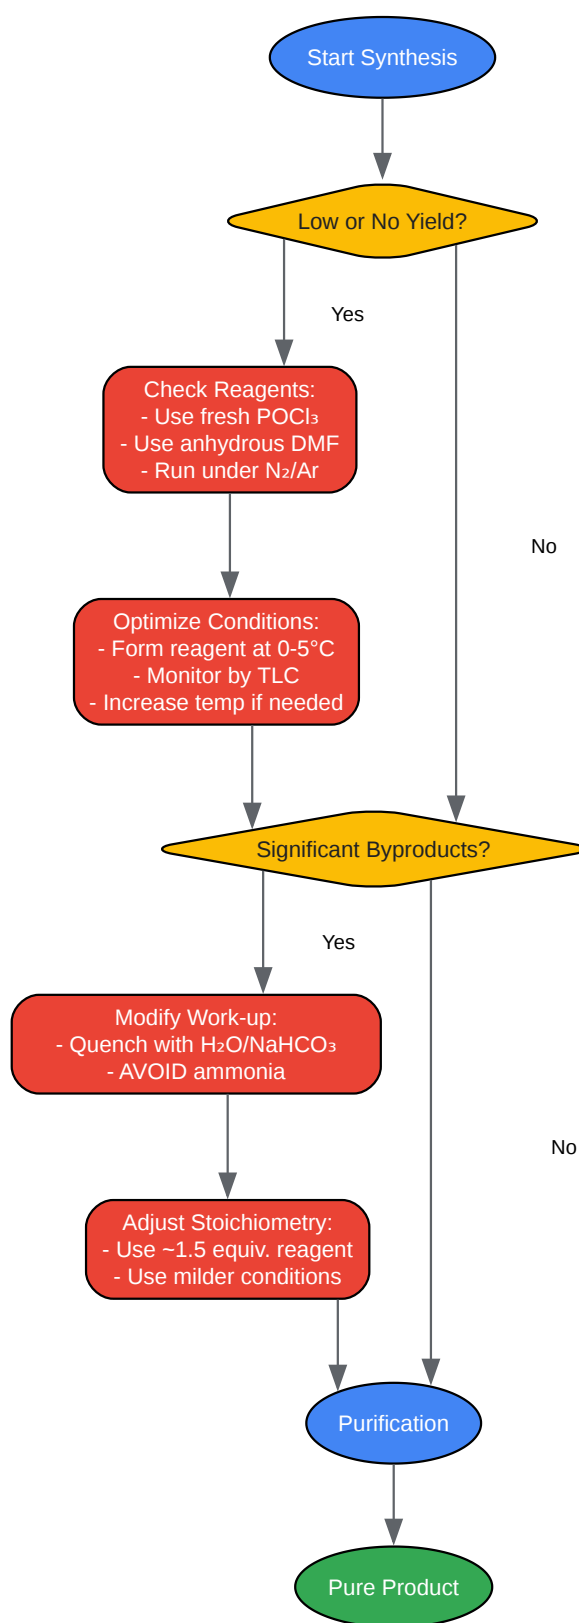 Start Synthesis
Low or No Yield?
Yes
Check Reagents:
- Use fresh POCl₃
- Use anhydrous DMF
- Run under N₂/Ar
No
Optimize Conditions:
- Form reagent at 0-5°C
- Monitor by TLC
- Increase temp if needed
Significant Byproducts?
Yes
Modify Work-up:
- Quench with H₂O/NaHCO₃
- AVOID ammonia
No
Adjust Stoichiometry:
- Use ~1.5 equiv. reagent
- Use milder conditions
Purification
Pure Product